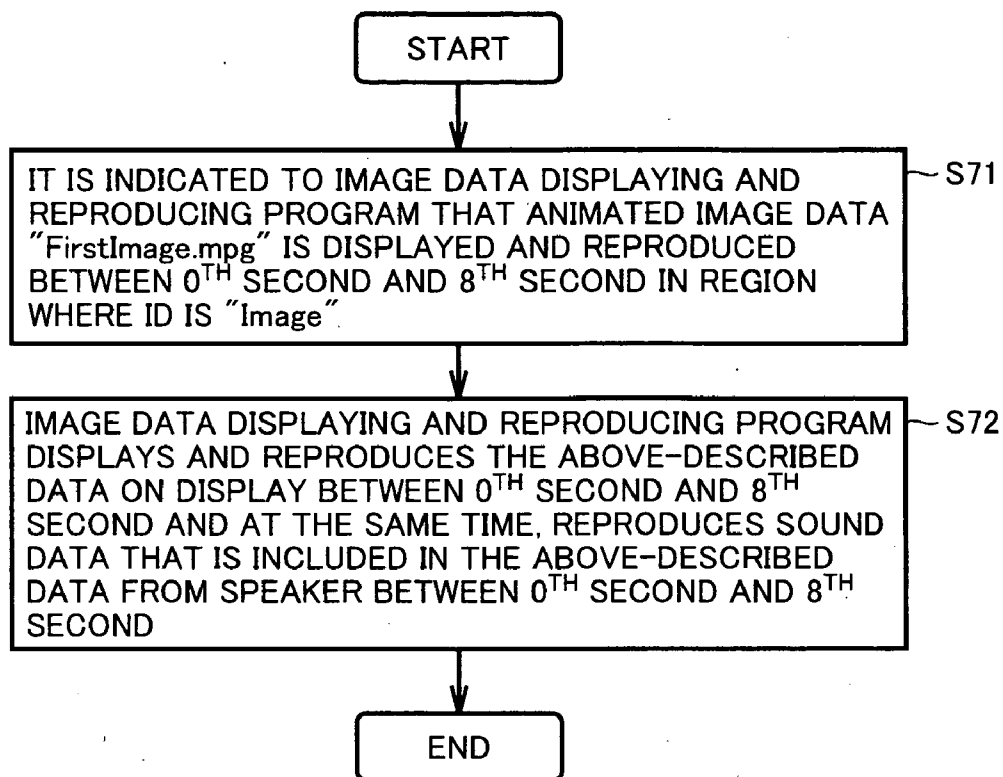 START
IT IS INDICATED TO IMAGE DATA DISPLAYING AND
REPRODUCING PROGRAM THAT ANIMATED IMAGE DATA
"FirstImage.mpg" IS DISPLAYED AND REPRODUCED
BETWEEN 0TH SECOND AND 8TH SECOND IN REGION
WHERE ID IS "Image"
S71
IMAGE DATA DISPLAYING AND REPRODUCING PROGRAM
DISPLAYS AND REPRODUCES THE ABOVE-DESCRIBED
DATA ON DISPLAY BETWEEN 0TH SECOND AND 8TH
SECOND AND AT THE SAME TIME, REPRODUCES SOUND
DATA THAT IS INCLUDED IN THE ABOVE-DESCRIBED
DATA FROM SPEAKER BETWEEN 0TH SECOND AND 8TH
SECOND
S72
END